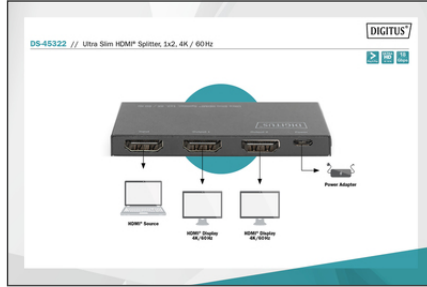 DIGITUS®
DS-45322 // Ultra Slim HDMI® Splitter, 1x2, 4K / 60Hz
DIGITUS
Power Adapter
HDMI® Source
HDMI® Display
4K/60Hz
HDMI® Display
4K/60Hz